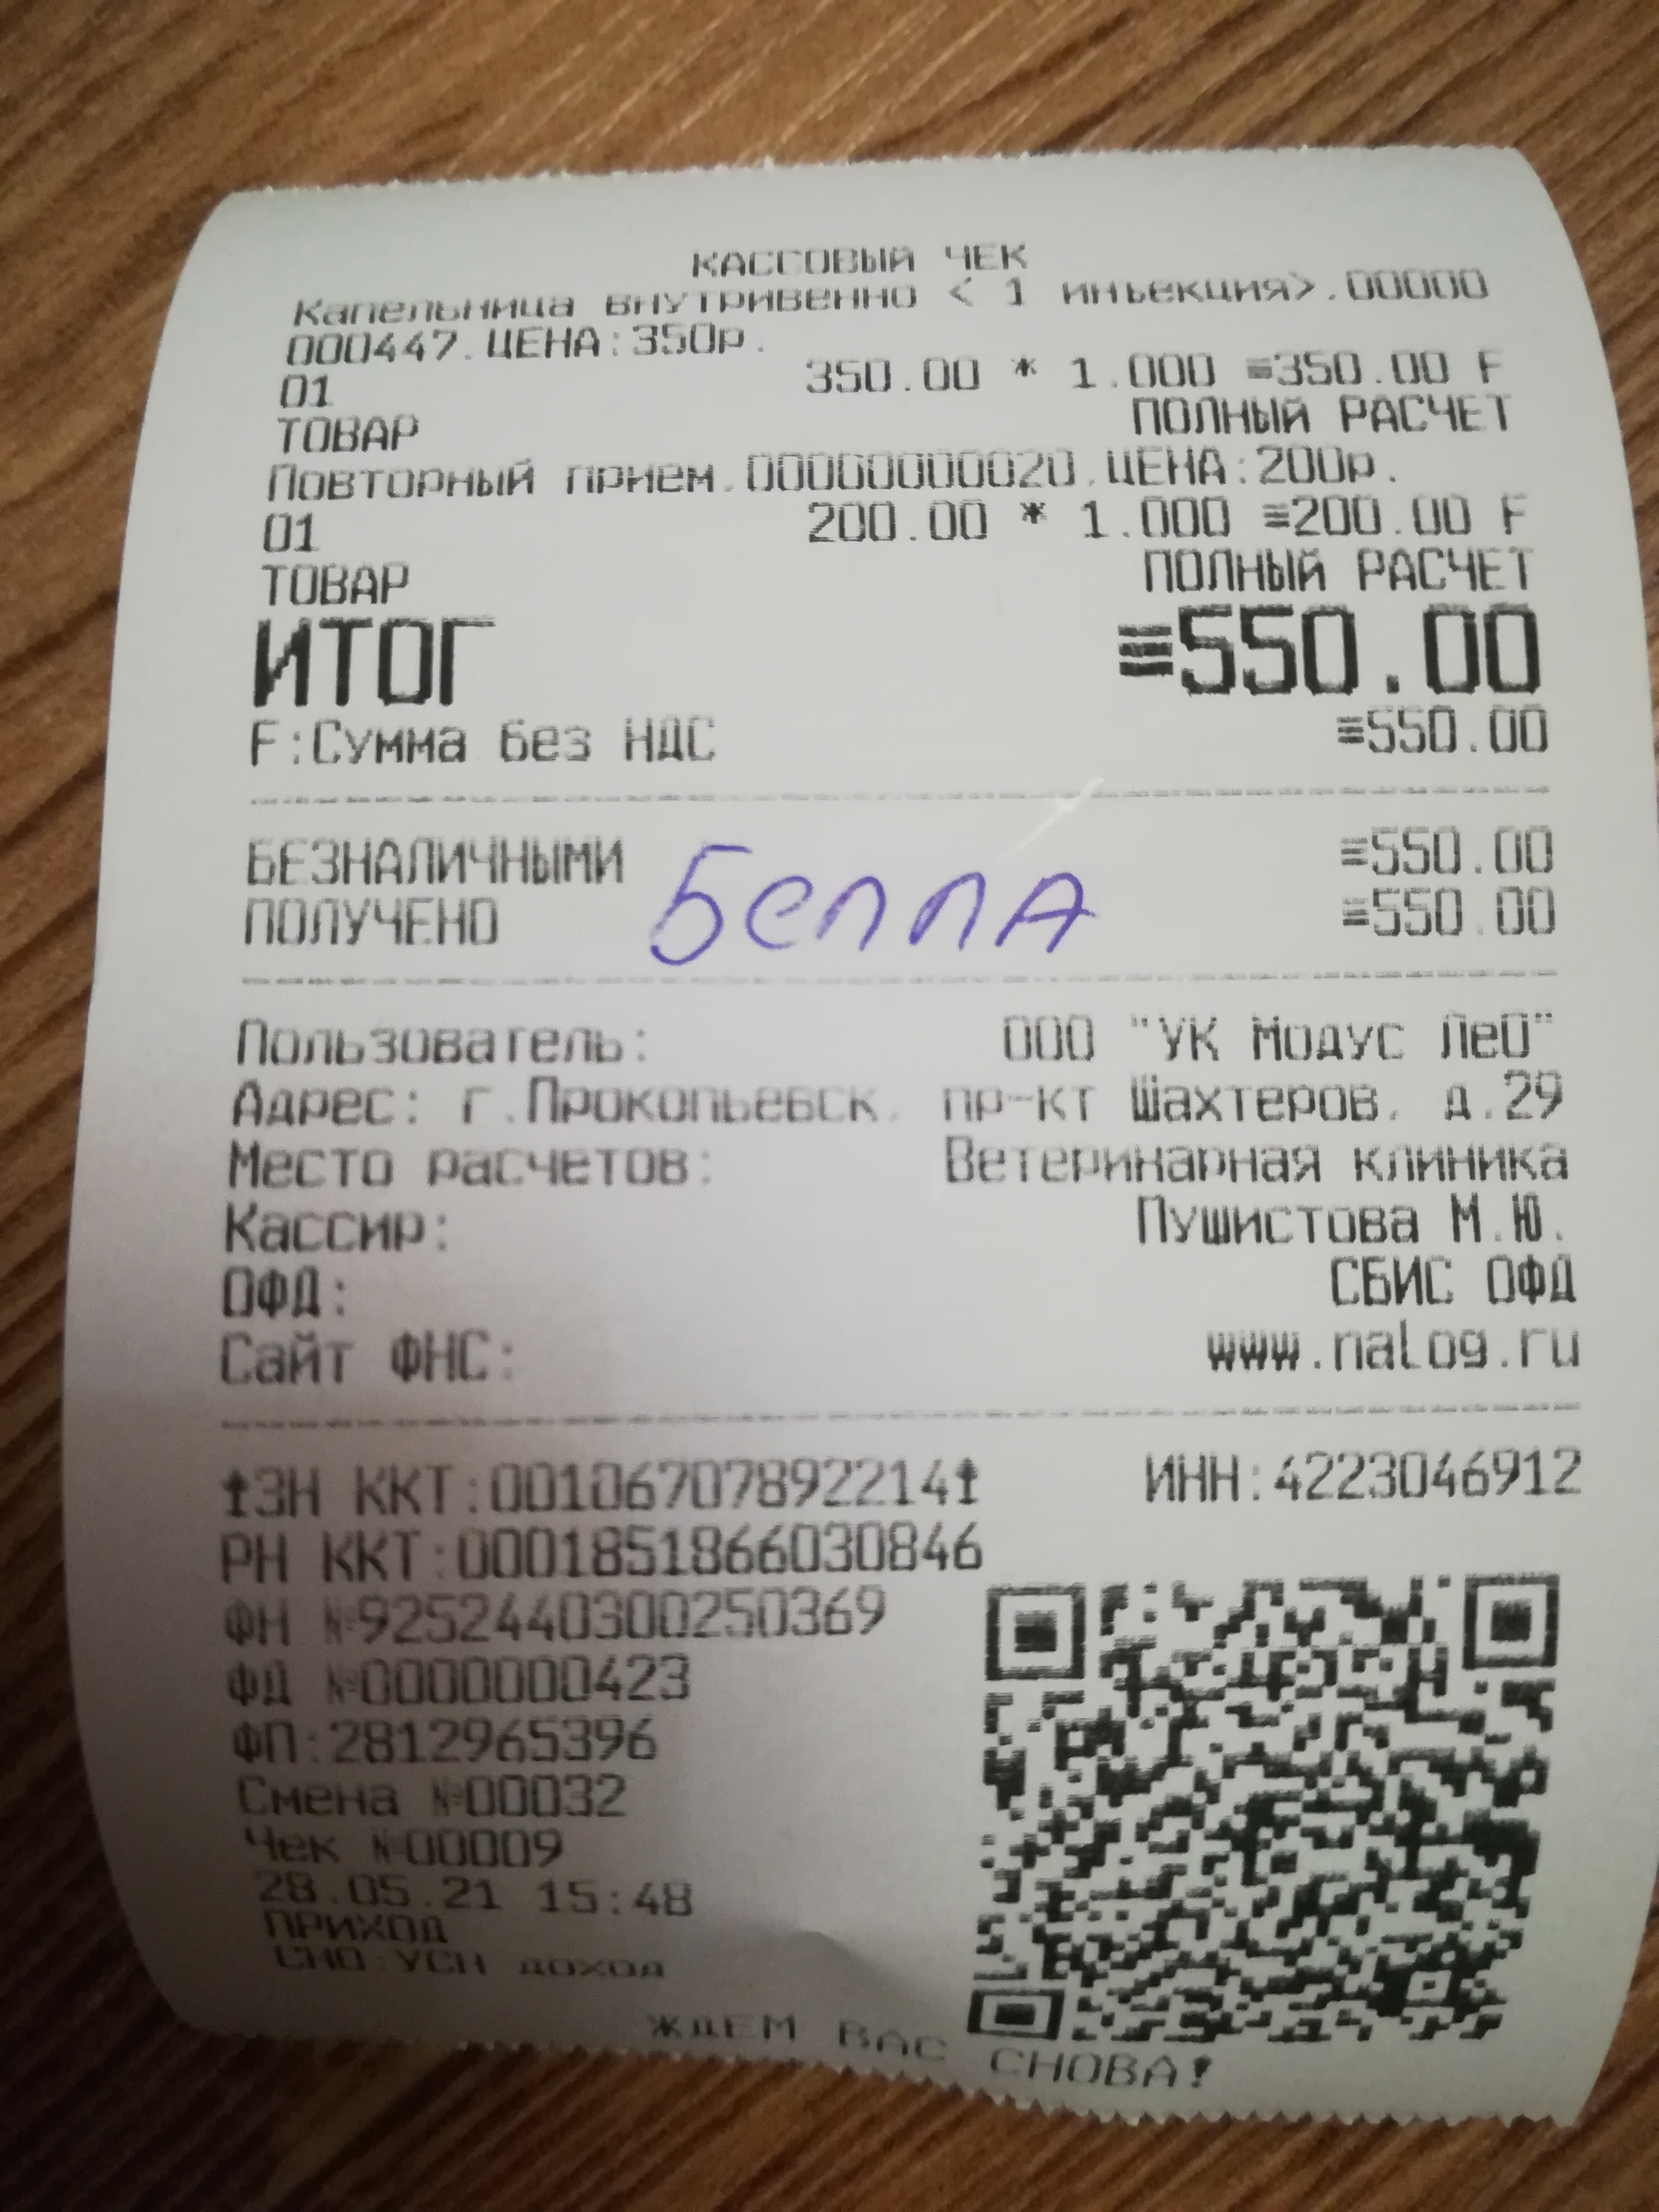 КАССОВЫЙ ЧЕК
Капельница внутривенно < 1 инъекция>.00000
000447.ЦЕНА:350р.
01 350.00 * 1.000 ≡350.00 F
ТОВАР ПОЛНЫЙ РАСЧЕТ
Повторный прием.00000000020.ЦЕНА:200р.
01 200.00 * 1.000 ≡200.00 F
ТОВАР ПОЛНЫЙ РАСЧЕТ
ИТОГ ≡550.00
F:Сумма без НДС ≡550.00
БЕЗНАЛИЧНЫМИ ≡550.00
Белла
ПОЛУЧЕНО ≡550.00
Пользователь: ООО "УК Модус ЛеО"
Адрес: г.Прокопьевск, пр-кт Шахтеров, д.29
Место расчетов: Ветеринарная клиника
Кассир: Пушистова М.Ю.
ОФД: СБИС ОФД
Сайт ФНС: www.nalog.ru
ЗН ККТ:00106707892214 ИНН:4223046912
РН ККТ:0001851866030846
ФН №9252440300250369
ФД №0000000423
ФП:2812965396
Смена №00032
Чек №00009
28.05.21 15:48
ПРИХОД
СНО:УСН доход
ЖДЕМ ВАС СНОВА!